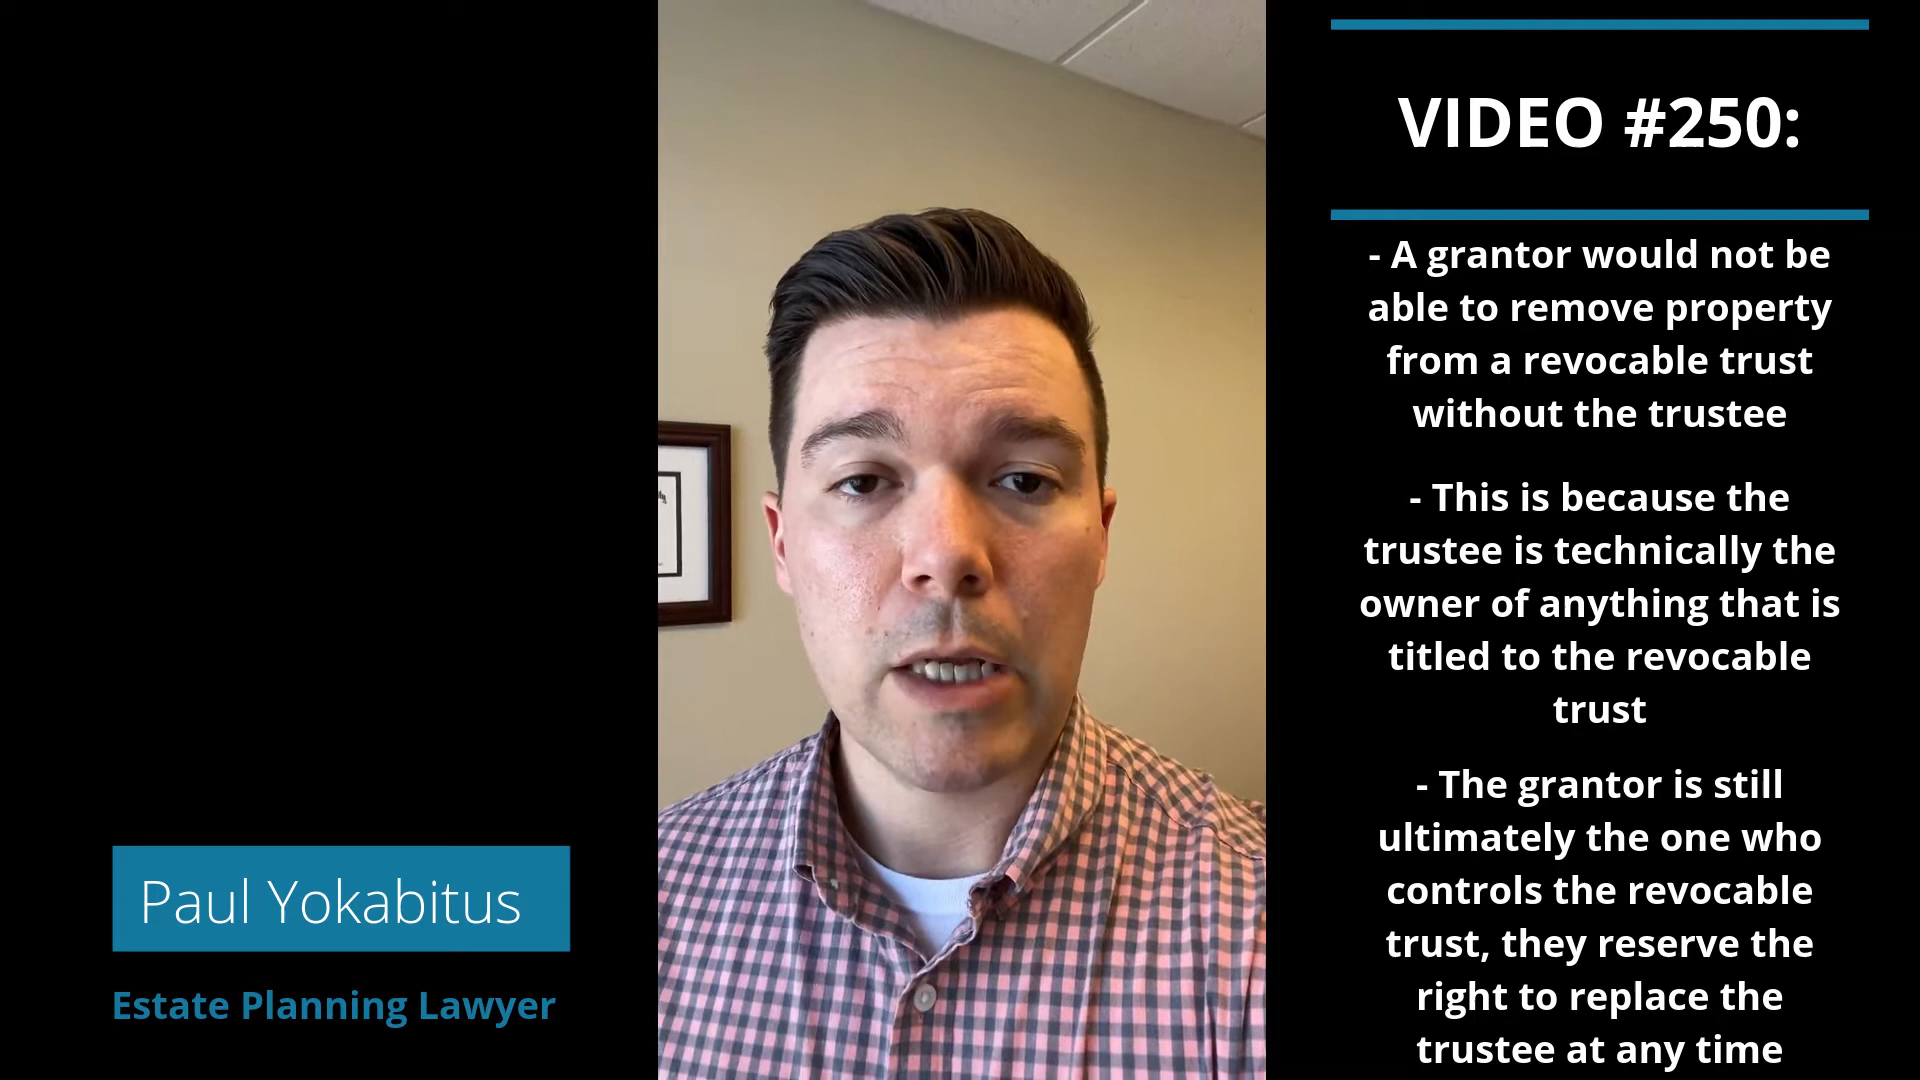 VIDEO #250:
- A grantor would not be
able to remove property
from a revocable trust
without the trustee
- This is because the
trustee is technically the
owner of anything that is
titled to the revocable
trust
- The grantor is still
ultimately the one who
controls the revocable
trust, they reserve the
right to replace the
trustee at any time
Paul Yokabitus
Estate Planning Lawyer